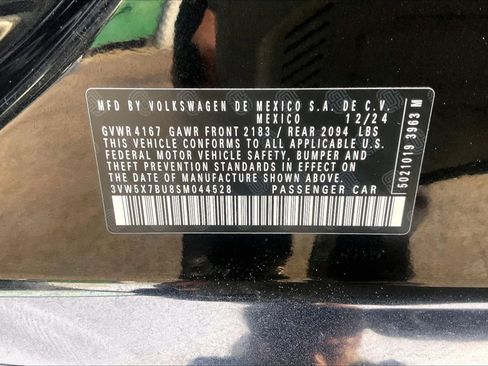 MFD BY VOLKSWAGEN DE MEXICO S.A. DE C.V.
MEXICO 12/24
GVWR 4167 GAWR FRONT 2183 / REAR 2094 LBS
THIS VEHICLE CONFORMS TO ALL APPLICABLE U.S.
FEDERAL MOTOR VEHICLE SAFETY, BUMPER AND
THEFT PREVENTION STANDARDS IN EFFECT ON
THE DATE OF MANUFACTURE SHOWN ABOVE.
3VW5X7BU8SM044528 PASSENGER CAR
5021019 3963 M